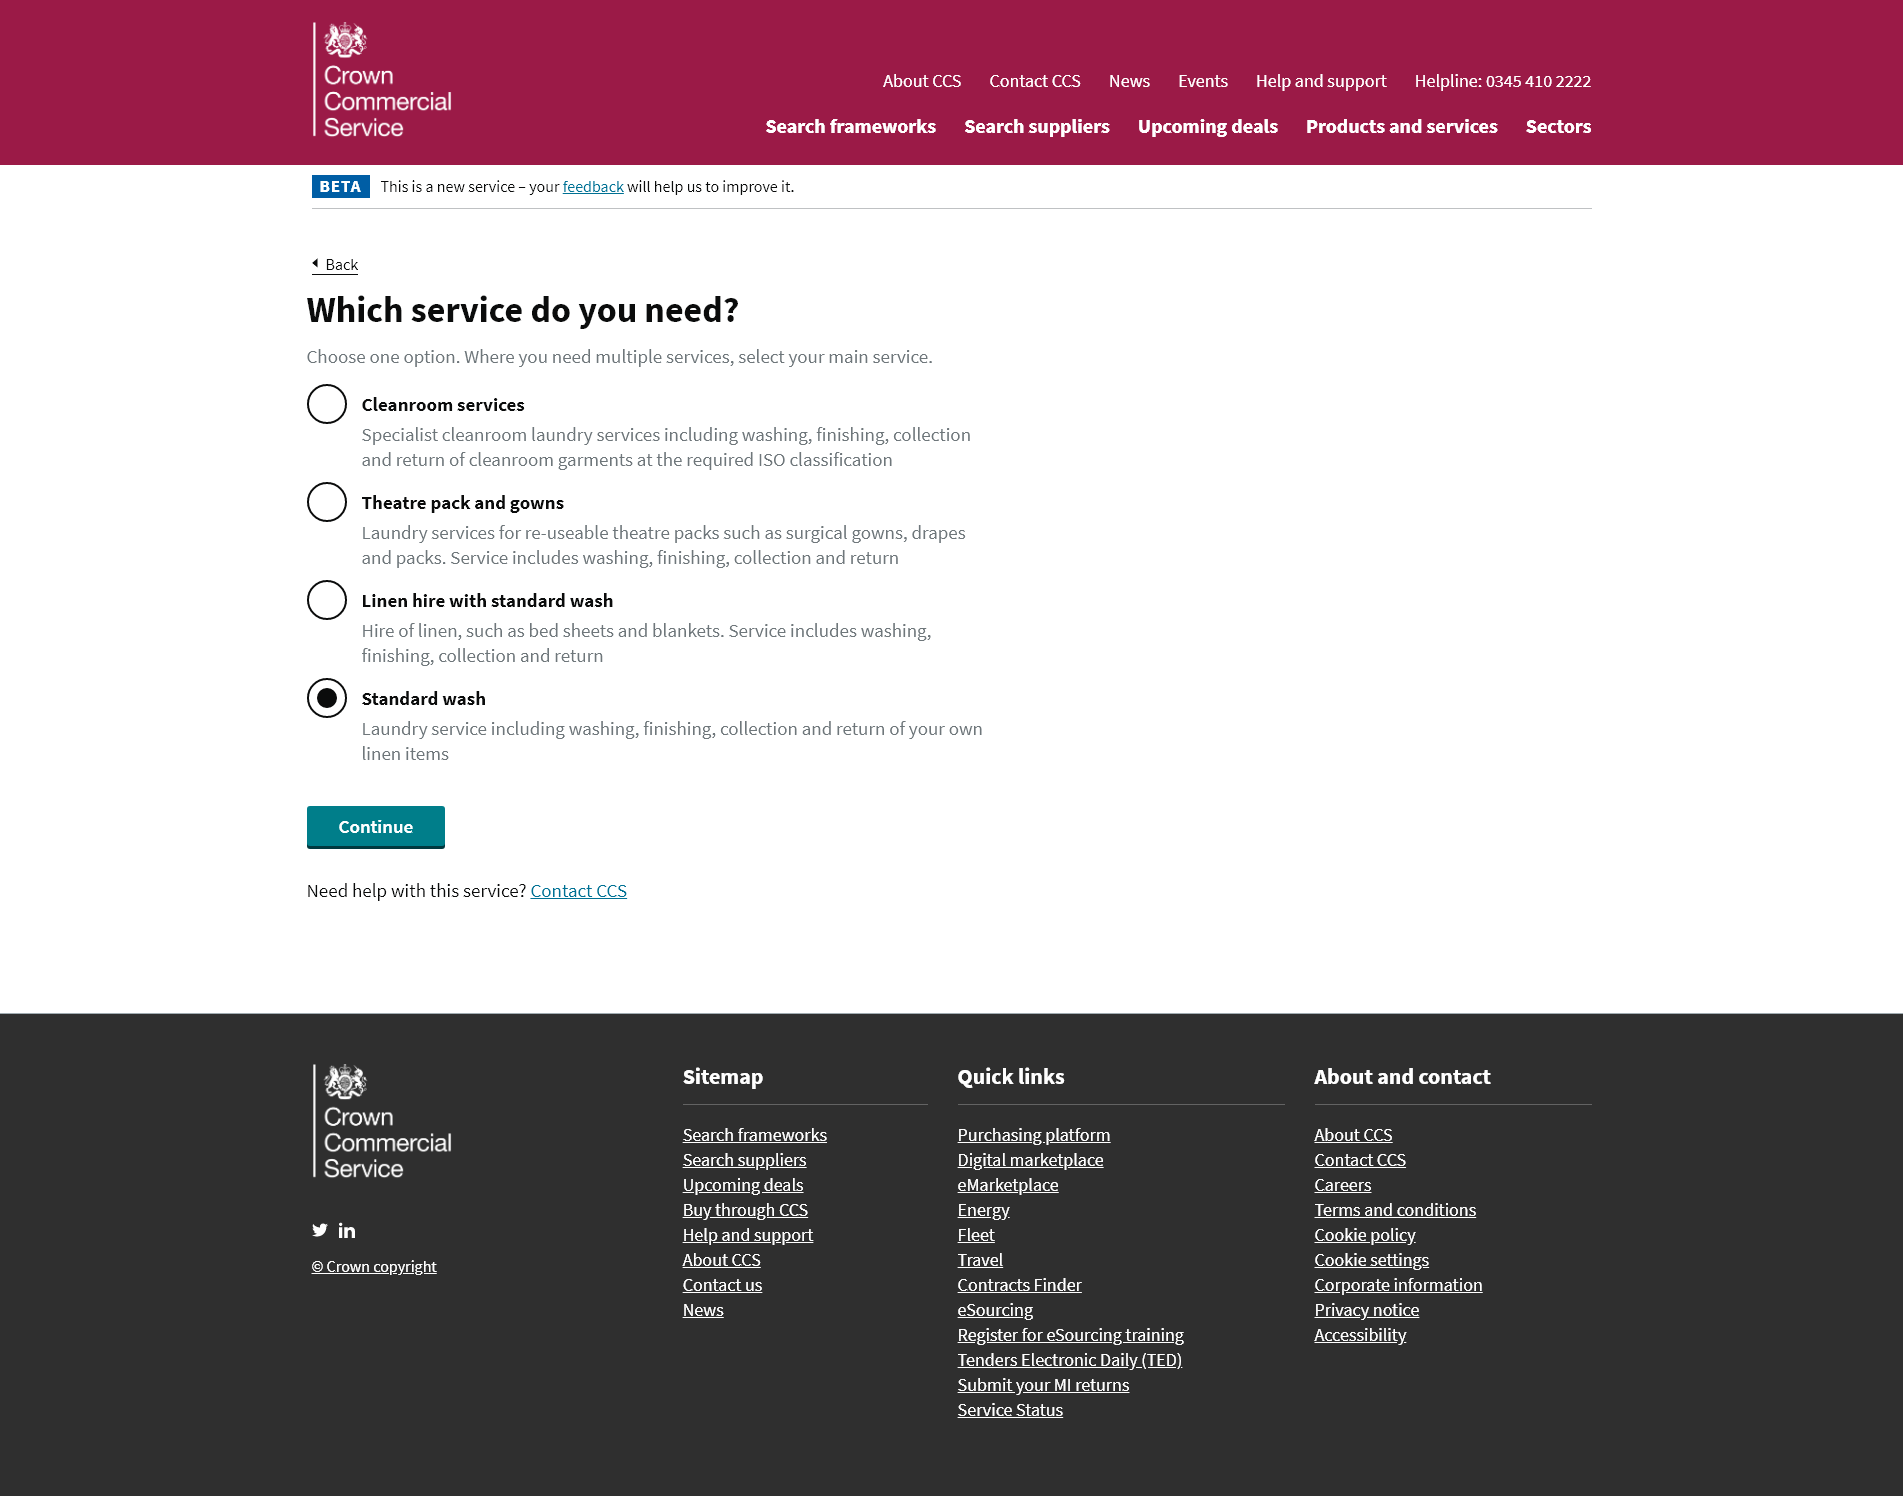 Crown
Commercial
Service
About CCS Contact CCS News Events Help and support Helpline: 0345 410 2222
Search frameworks Search suppliers Upcoming deals Products and services Sectors
BETA This is a new service – your feedback will help us to improve it.
Back
Which service do you need?
Choose one option. Where you need multiple services, select your main service.
Cleanroom services
Specialist cleanroom laundry services including washing, finishing, collection
and return of cleanroom garments at the required ISO classification
Theatre pack and gowns
Laundry services for re-useable theatre packs such as surgical gowns, drapes
and packs. Service includes washing, finishing, collection and return
Linen hire with standard wash
Hire of linen, such as bed sheets and blankets. Service includes washing,
finishing, collection and return
Standard wash
Laundry service including washing, finishing, collection and return of your own
linen items
Continue
Need help with this service? Contact CCS
Crown
Commercial
Service
© Crown copyright
Sitemap
Search frameworks
Search suppliers
Upcoming deals
Buy through CCS
Help and support
About CCS
Contact us
News
Quick links
Purchasing platform
Digital marketplace
eMarketplace
Energy
Fleet
Travel
Contracts Finder
eSourcing
Register for eSourcing training
Tenders Electronic Daily (TED)
Submit your MI returns
Service Status
About and contact
About CCS
Contact CCS
Careers
Terms and conditions
Cookie policy
Cookie settings
Corporate information
Privacy notice
Accessibility